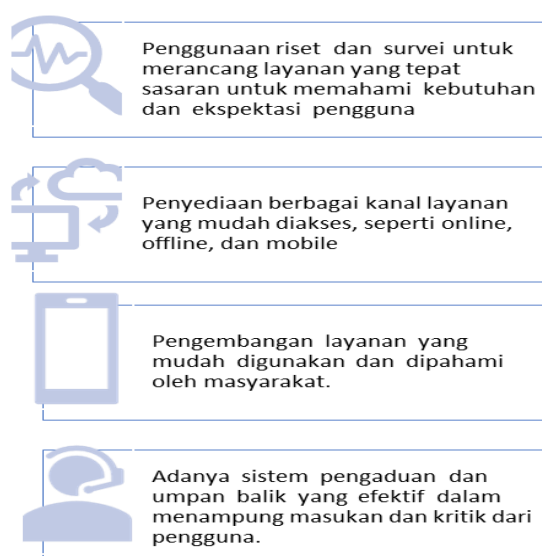 Penggunaan riset dan survei untuk
merancang layanan yang tepat
sasaran untuk memahami kebutuhan
dan ekspektasi pengguna
Penyediaan berbagai kanal layanan
yang mudah diakses, seperti online,
offline, dan mobile
Pengembangan layanan yang
mudah digunakan dan dipahami
oleh masyarakat.
Adanya sistem pengaduan dan
umpan balik yang efektif dalam
menampung masukan dan kritik dari
pengguna.